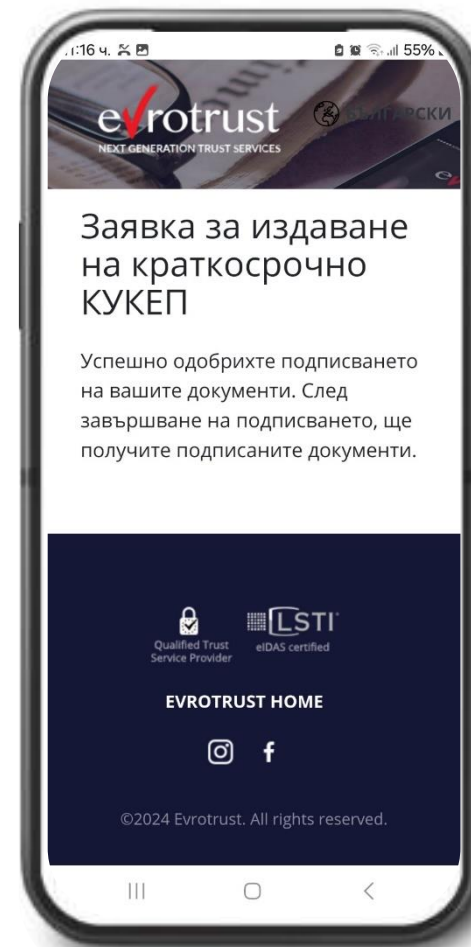 :16 ч. 55%
evrotrust
NEXT GENERATION TRUST SERVICES
БЪЛГАРСКИ
Заявка за издаване
на краткосрочно
КУКЕП
Успешно одобрихте подписването
на вашите документи. След
завършване на подписването, ще
получите подписаните документи.
Qualified Trust
Service Provider
LSTI
eIDAS certified
EVROTRUST HOME
©2024 Evrotrust. All rights reserved.